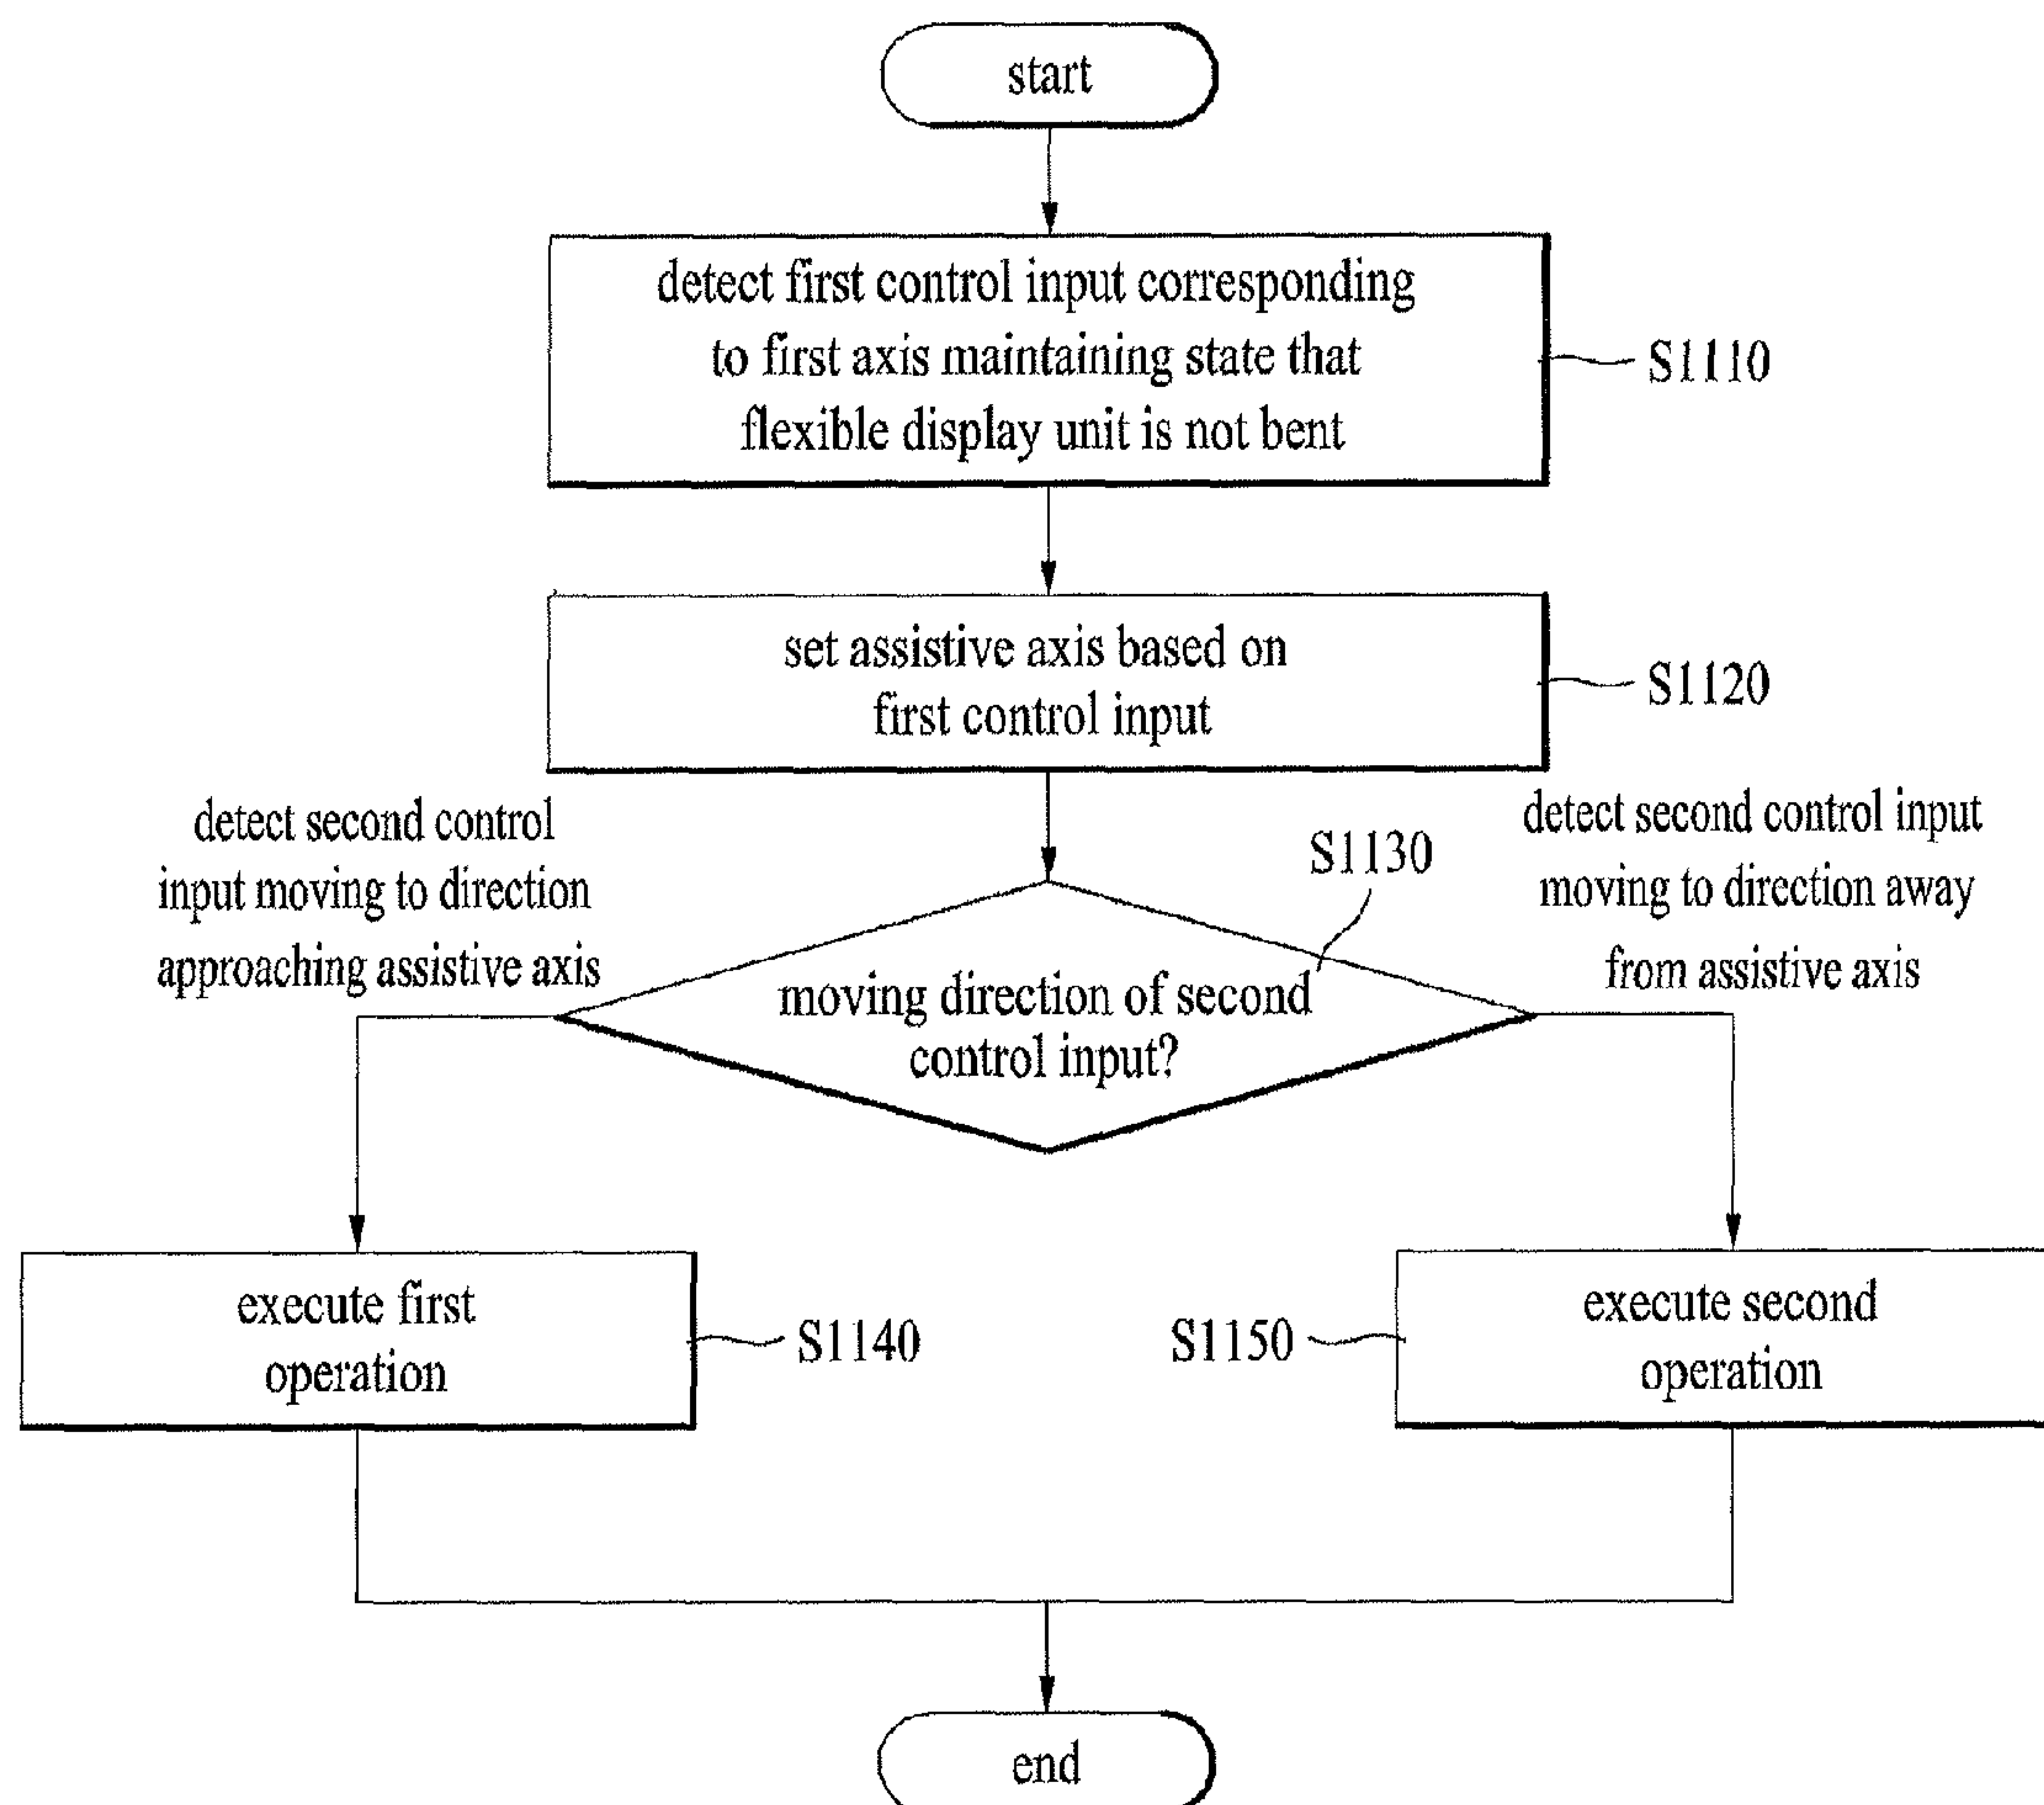 start
detect first control input corresponding
to first axis maintaining state that
flexible display unit is not bent
S1110
set assistive axis based on
first control input
S1120
detect second control
input moving to direction
approaching assistive axis
detect second control input
moving to direction away
from assistive axis
S1130
moving direction of second
control input?
execute first
operation
S1140
S1150
execute second
operation
end